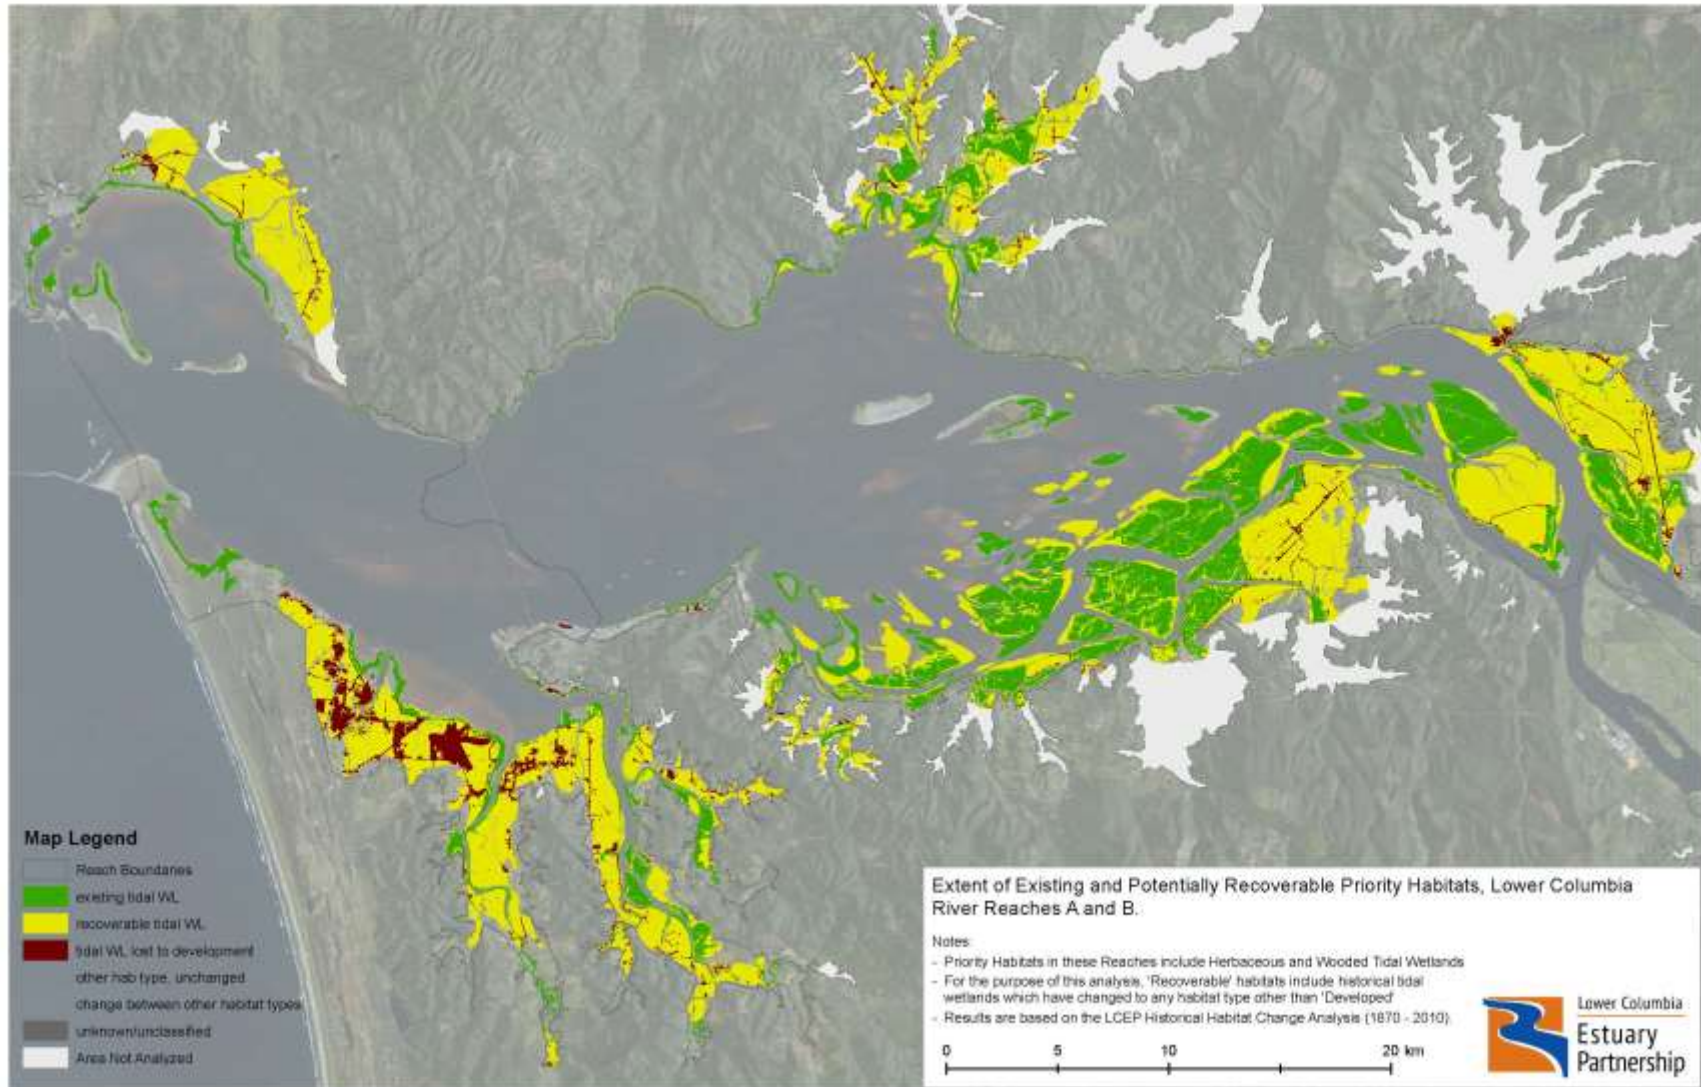 Map Legend
Reach Boundaries
existing tidal WL
recoverable tidal WL
tidal WL lost to development
other hab type, unchanged
change between other habitat types
unknown/unclassified
Area Not Analyzed
Extent of Existing and Potentially Recoverable Priority Habitats, Lower Columbia
River Reaches A and B.
Notes:
- Priority Habitats in these Reaches include Herbaceous and Wooded Tidal Wetlands
- For the purpose of this analysis, 'Recoverable' habitats include historical tidal
wetlands which have changed to any habitat type other than 'Developed'
- Results are based on the LCEP Historical Habitat Change Analysis (1870 - 2010)
0 5 10 20 km
Lower Columbia
Estuary
Partnership